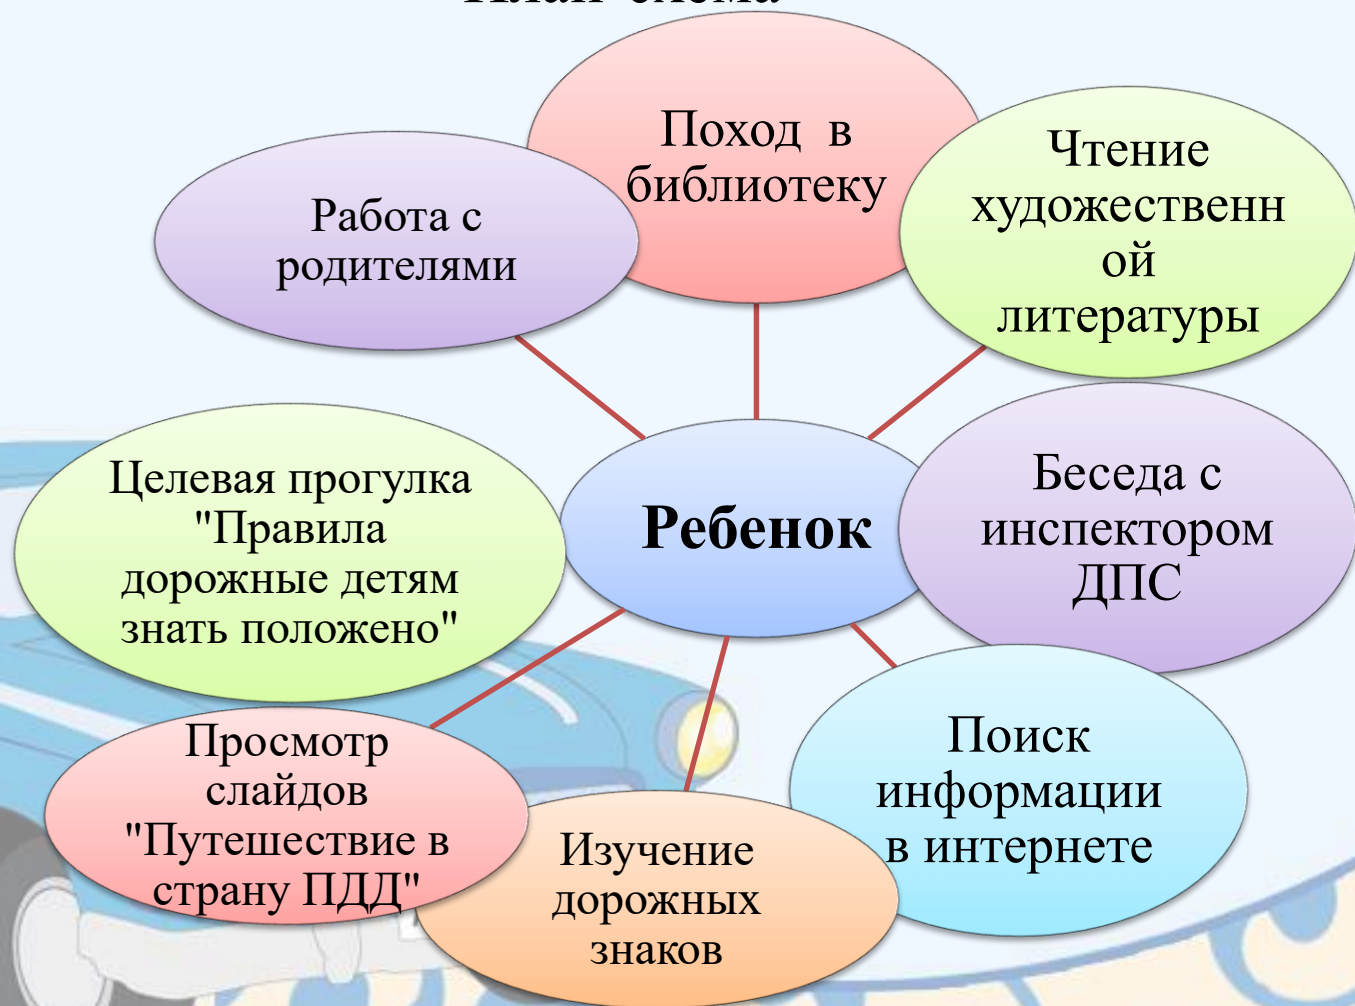 Поход в
библиотеку
Чтение
художественн
ой
литературы
Работа с
родителями
Беседа с
инспектором
ДПС
Ребенок
Целевая прогулка
"Правила
дорожные детям
знать положено"
Поиск
информации
в интернете
Просмотр
слайдов
"Путешествие в
страну ПДД"
Изучение
дорожных
знаков